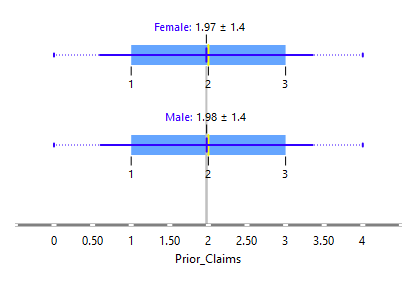 Female: 1.97 ± 1.4
1 2 3
Male: 1.98 ± 1.4
1 2 3
0 0.50 1 1.50 2 2.50 3 3.50 4
Prior_Claims